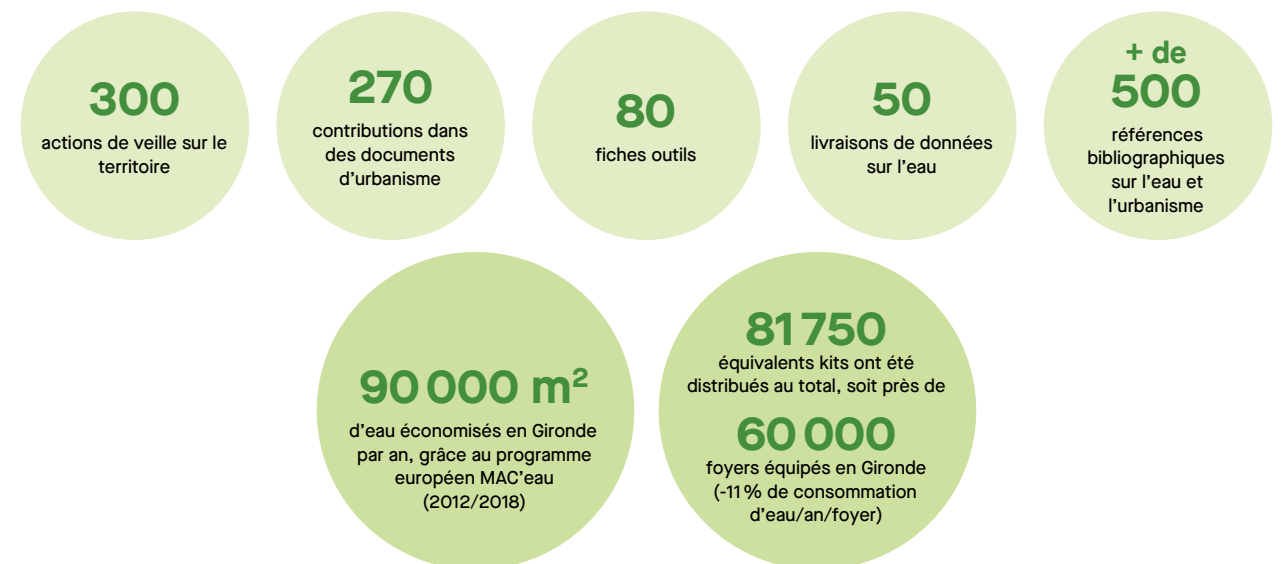 300
actions de veille sur le
territoire
270
contributions dans
des documents
d'urbanisme
80
fiches outils
50
livraisons de données
sur l'eau
+ de
500
références
bibliographiques
sur l'eau et
l'urbanisme
90 000 m²
d'eau économisés en Gironde
par an, grâce au programme
européen MAC'eau
(2012/2018)
81 750
équivalents kits ont été
distribués au total, soit près de
60 000
foyers équipés en Gironde
(-11 % de consommation
d'eau/an/foyer)